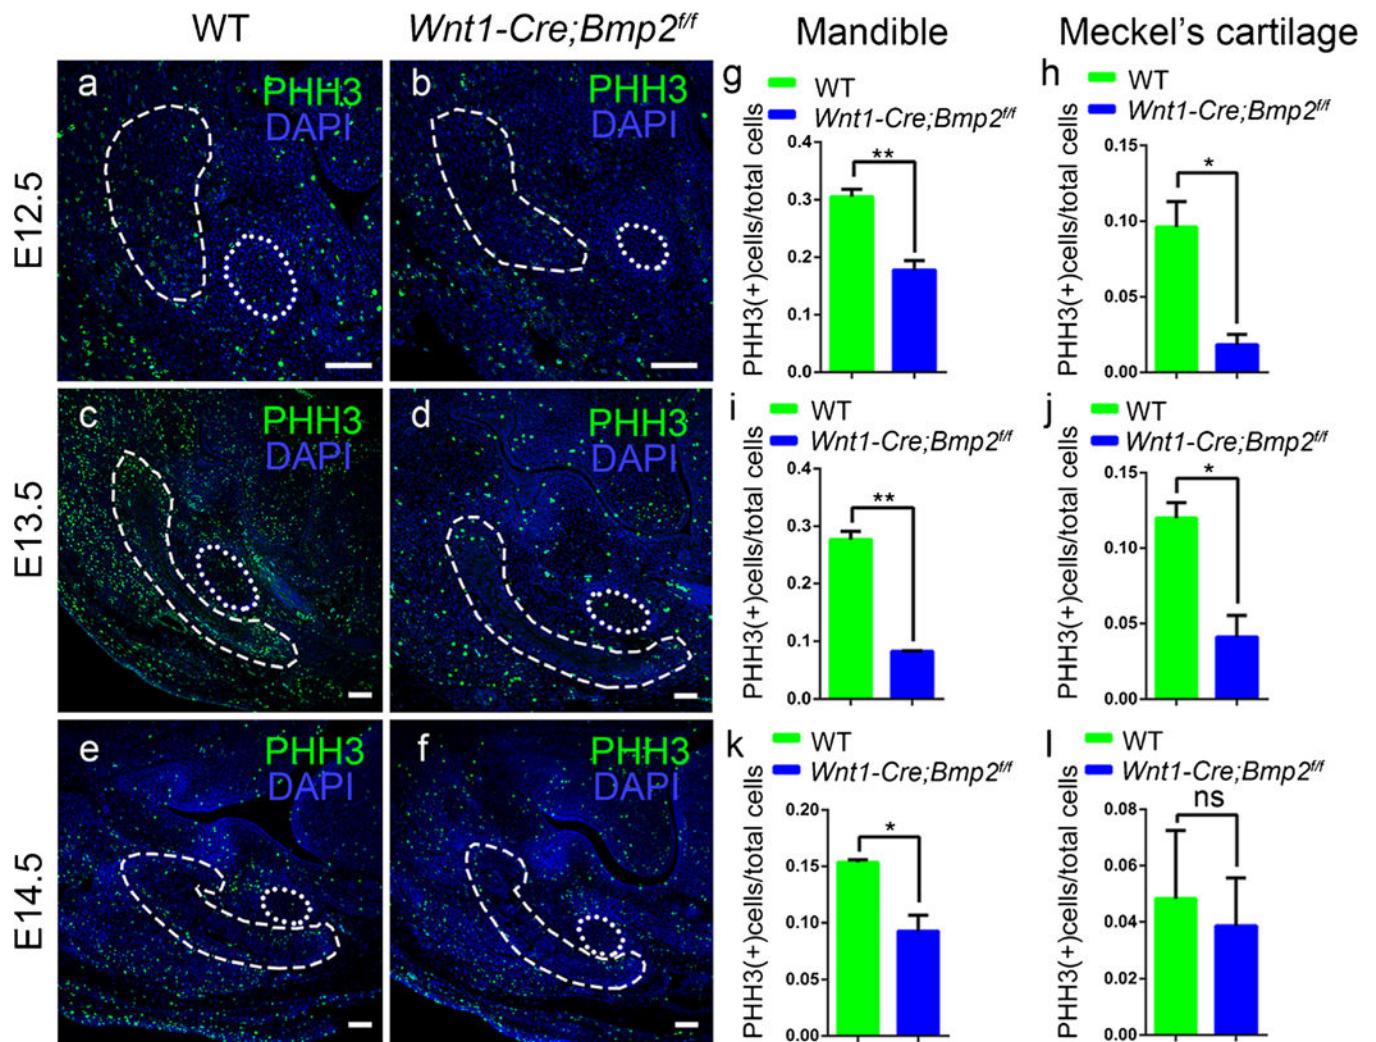 WT
Wnt1-Cre;Bmp2f/f
Mandible
Meckel's cartilage
E12.5
a
PHH3
DAPI
b
PHH3
DAPI
g
WT
Wnt1-Cre;Bmp2f/f
PHH3(+)cells/total cells
0.4
0.3
0.2
0.1
0.0
**
h
WT
Wnt1-Cre;Bmp2f/f
PHH3(+)cells/total cells
0.15
0.10
0.05
0.00
*
E13.5
c
PHH3
DAPI
d
PHH3
DAPI
i
WT
Wnt1-Cre;Bmp2f/f
PHH3(+)cells/total cells
0.4
0.3
0.2
0.1
0.0
**
j
WT
Wnt1-Cre;Bmp2f/f
PHH3(+)cells/total cells
0.15
0.10
0.05
0.00
*
E14.5
e
PHH3
DAPI
f
PHH3
DAPI
k
WT
Wnt1-Cre;Bmp2f/f
PHH3(+)cells/total cells
0.20
0.15
0.10
0.05
0.00
*
l
WT
Wnt1-Cre;Bmp2f/f
PHH3(+)cells/total cells
0.08
0.06
0.04
0.02
0.00
ns